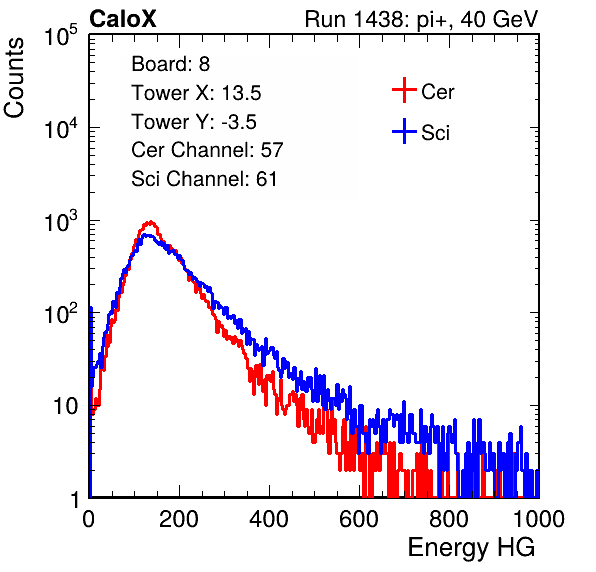 CaloX Run 1438: pi+, 40 GeV
Counts
10^5
10^4
10^3
10^2
10
1
Board: 8
Tower X: 13.5
Tower Y: -3.5
Cer Channel: 57
Sci Channel: 61
Cer
Sci
0 200 400 600 800 1000
Energy HG